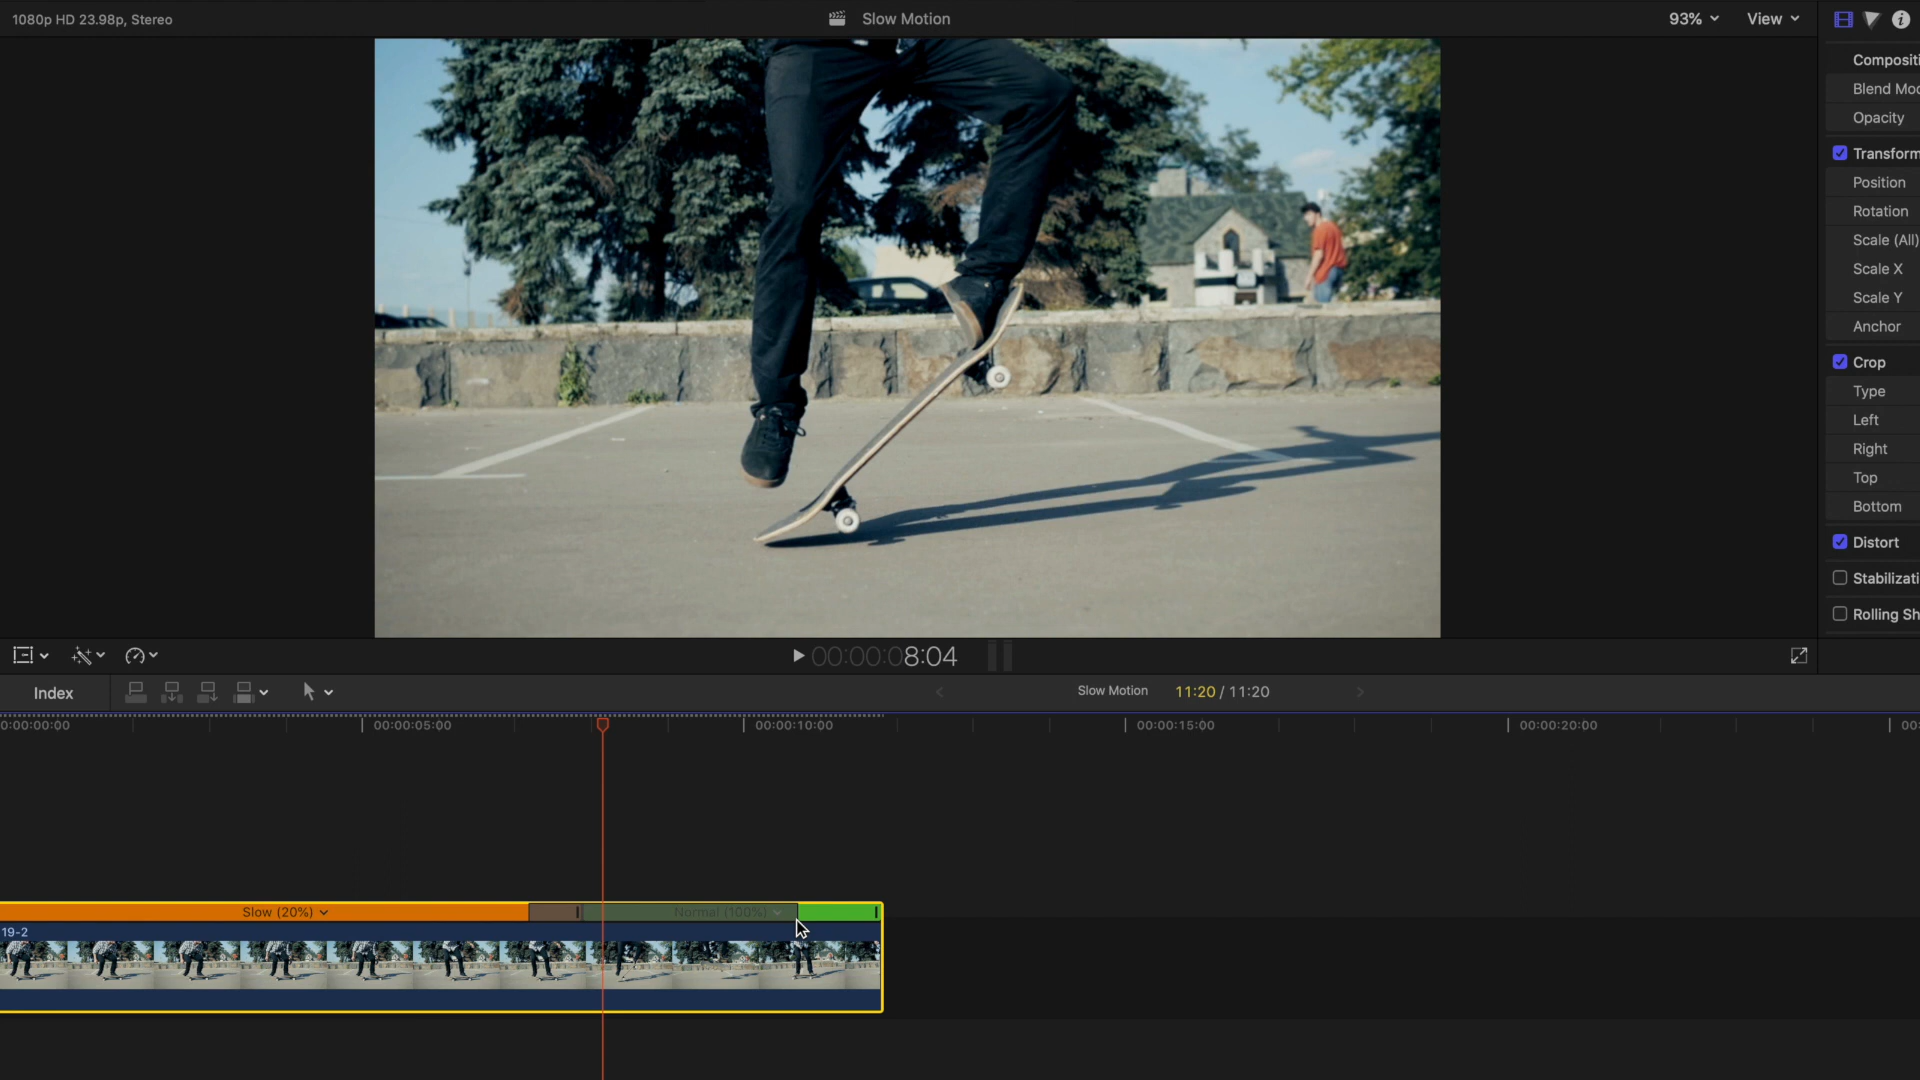 1080p HD 23.98p, Stereo
Slow Motion
93%
View
Compositi
Blend Moc
Opacity
Transform
Position
Rotation
Scale (All)
Scale X
Scale Y
Anchor
Crop
Type
Left
Right
Top
Bottom
Distort
Stabilizati
Rolling Sh
00:00:08:04
Index
Slow Motion
11:20 / 11:20
0:00:00:00
00:00:05:00
00:00:10:00
00:00:15:00
00:00:20:00
00:
Slow (20%)
Normal (100%)
19-2